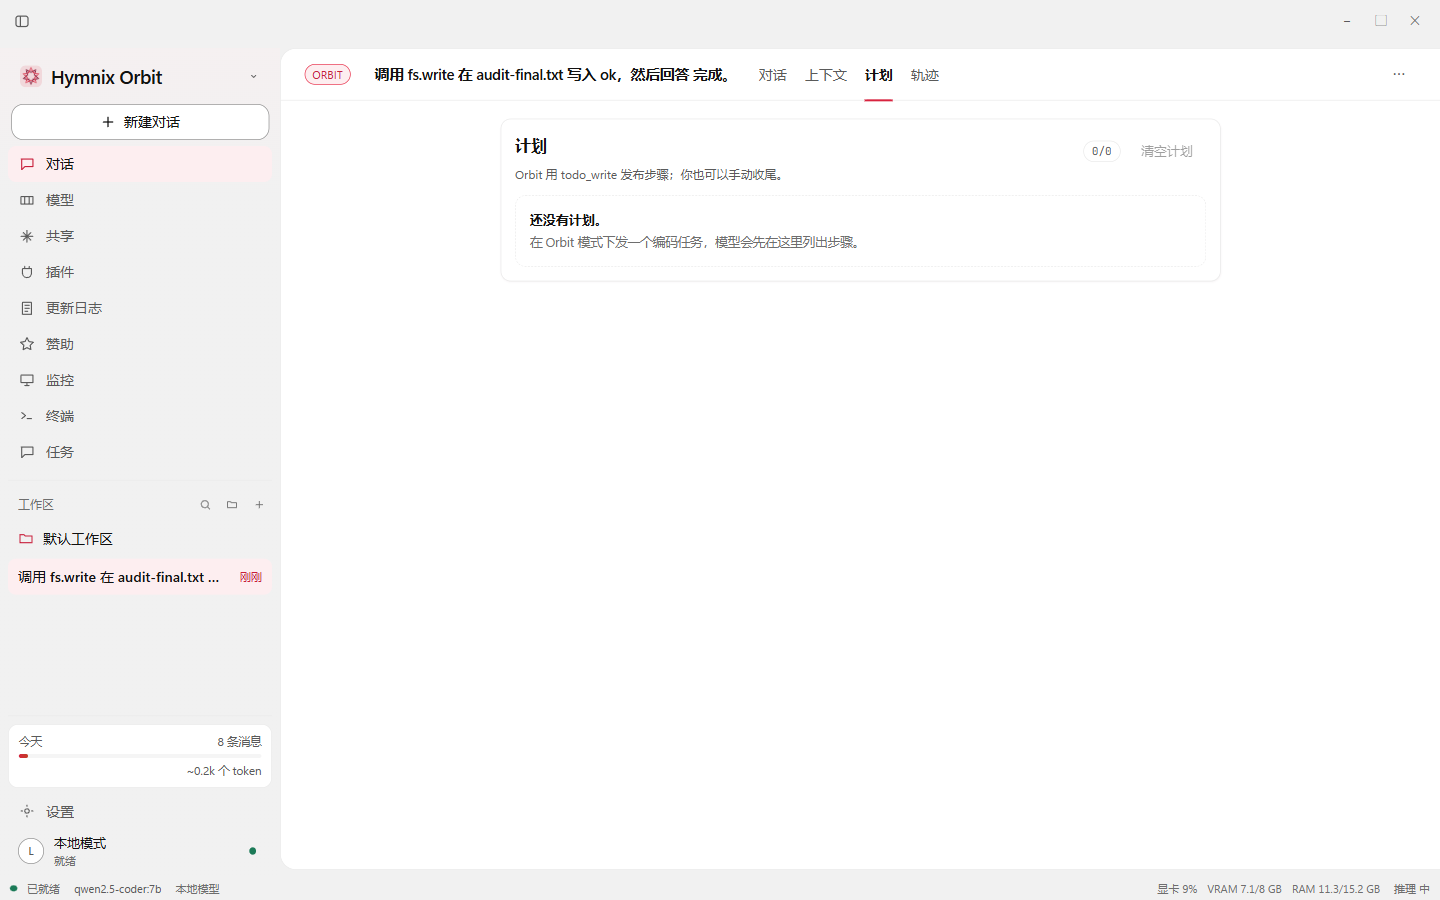 Hymnix Orbit
新建对话
对话
模型
共享
插件
更新日志
赞助
监控
终端
任务
工作区
默认工作区
调用 fs.write 在 audit-final.txt ...
刚刚
今天
8 条消息
~0.2k 个 token
设置
L
本地模式
就绪
ORBIT
调用 fs.write 在 audit-final.txt 写入 ok，然后回答 完成。
对话
上下文
计划
轨迹
计划
0/0
清空计划
Orbit 用 todo_write 发布步骤；你也可以手动收尾。
还没有计划。
在 Orbit 模式下发一个编码任务，模型会先在这里列出步骤。
已就绪
qwen2.5-coder:7b
本地模型
显卡 9%
VRAM 7.1/8 GB
RAM 11.3/15.2 GB
推理 中